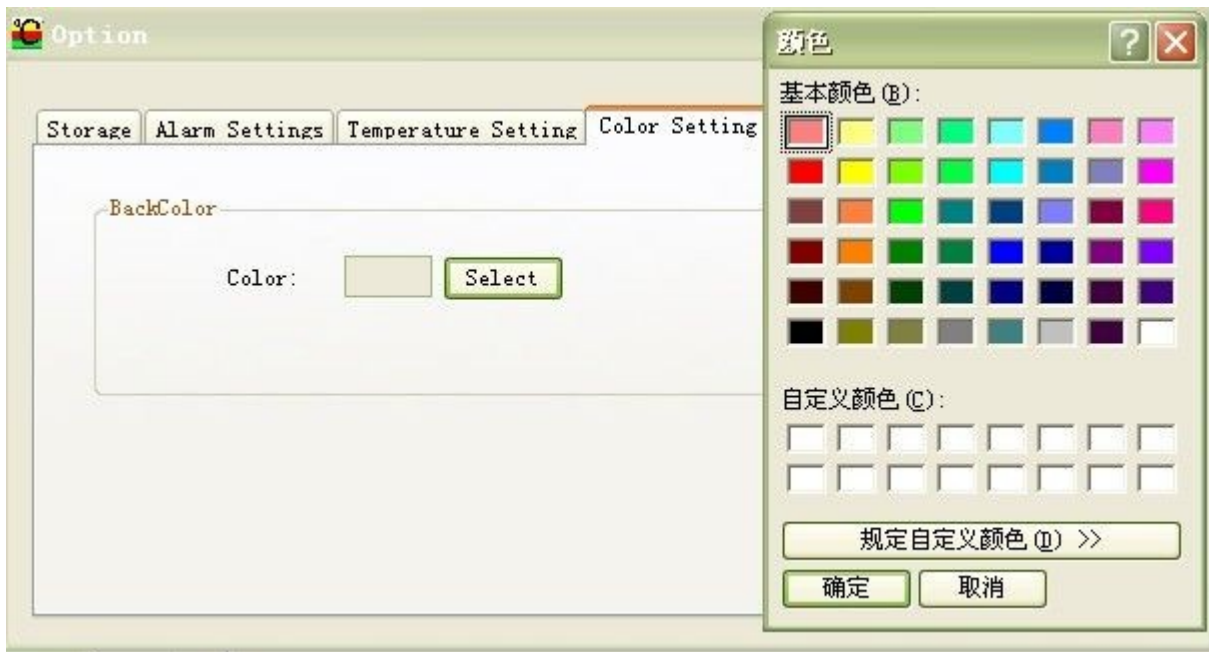 Option
Storage
Alarm Settings
Temperature Setting
Color Setting
BackColor
Color:
Select
颜色
基本颜色(B):
自定义颜色(C):
规定自定义颜色(D) >>
确定
取消